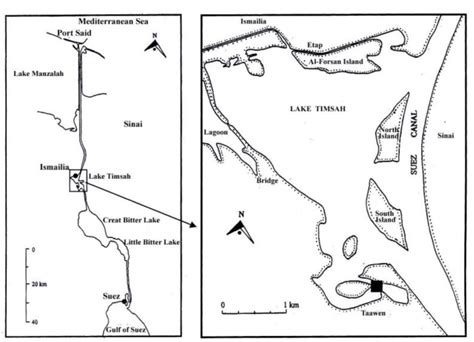 Mediterranean Sea
Port Said
N
Lake Manzalah
Sinai
Ismailia
Lake Timsah
Great Bitter Lake
Little Bitter Lake
0
20 km
40
Suez
Gulf of Suez
Ismailia
Etap
Al-Forsan Island
LAKE TIMSAH
Lagoon
North
Island
Sinai
SUEZ CANAL
Bridge
South
Island
N
0
1 km
Taawen